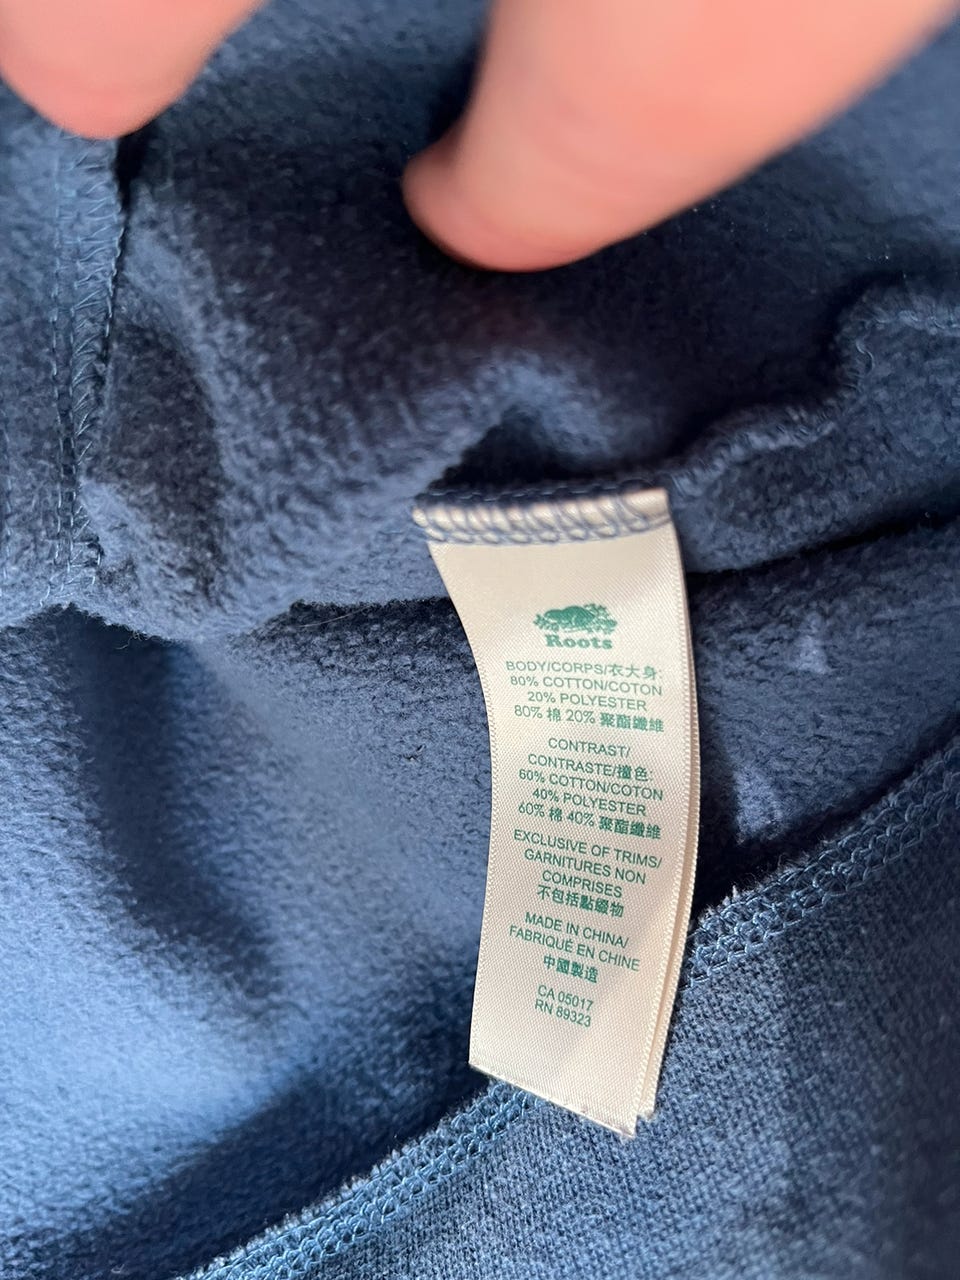 Roots
BODY/CORPS/衣大身:
80% COTTON/COTON
20% POLYESTER
80% 棉 20% 聚酯纖維
CONTRAST/
CONTRASTE/撞色:
60% COTTON/COTON
40% POLYESTER
60% 棉 40% 聚酯纖維
EXCLUSIVE OF TRIMS/
GARNITURES NON
COMPRISES
不包括點綴物
MADE IN CHINA/
FABRIQUÉ EN CHINE
中國製造
CA 05017
RN 89323